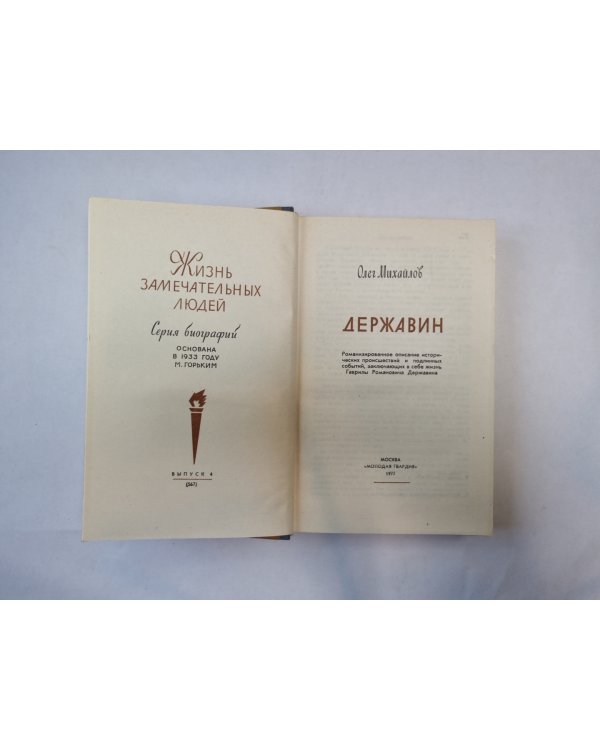 Жизнь
ЗАМЕЧАТЕЛЬНЫХ
ЛЮДЕЙ
Серия биографий
ОСНОВАНА
В 1933 ГОДУ
М. ГОРЬКИМ
ВЫПУСК 4
(567)
Олег Михайлов
ДЕРЖАВИН
Романизированное описание истори-
ческих происшествий и подлинных
событий, заключающих в себе жизнь
Гаврилы Романовича Державина
МОСКВА
«МОЛОДАЯ ГВАРДИЯ»
1977